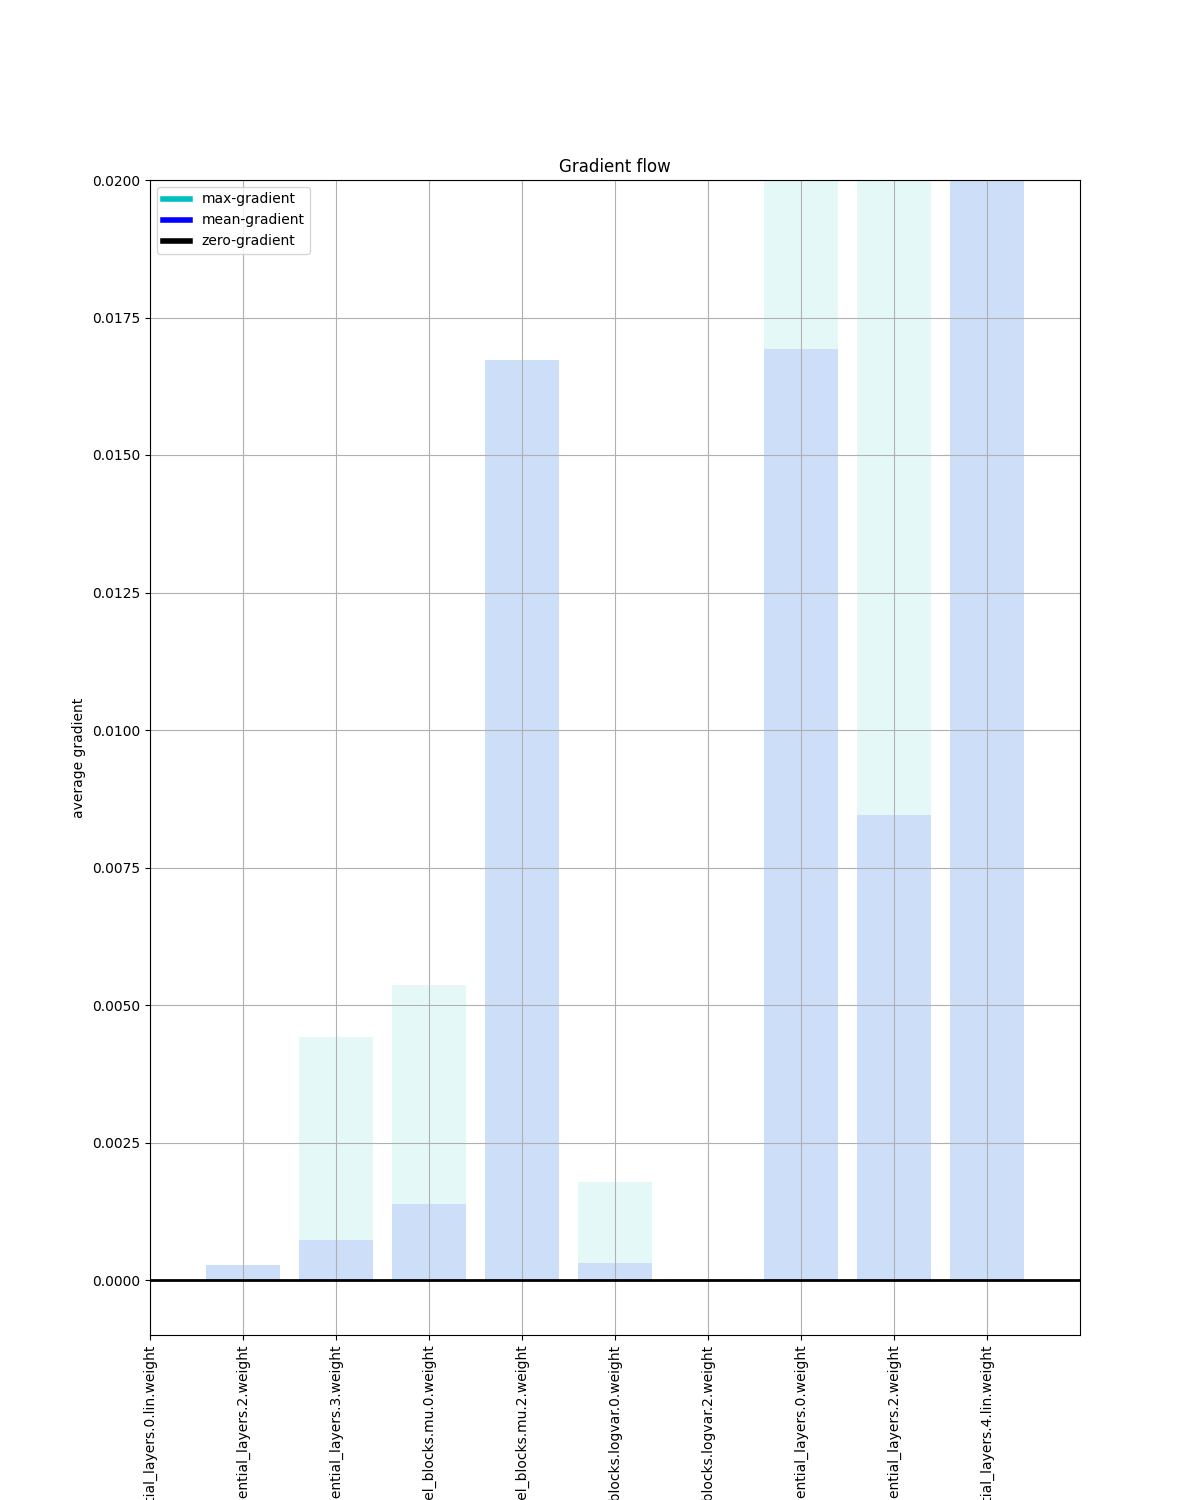 Gradient flow
max-gradient
mean-gradient
zero-gradient
0.0200
0.0175
0.0150
0.0125
0.0100
0.0075
0.0050
0.0025
0.0000
average gradient
tial_layers.0.lin.weight
ential_layers.2.weight
ential_layers.3.weight
el_blocks.mu.0.weight
el_blocks.mu.2.weight
blocks.logvar.0.weight
blocks.logvar.2.weight
ential_layers.0.weight
ential_layers.2.weight
tial_layers.4.lin.weight